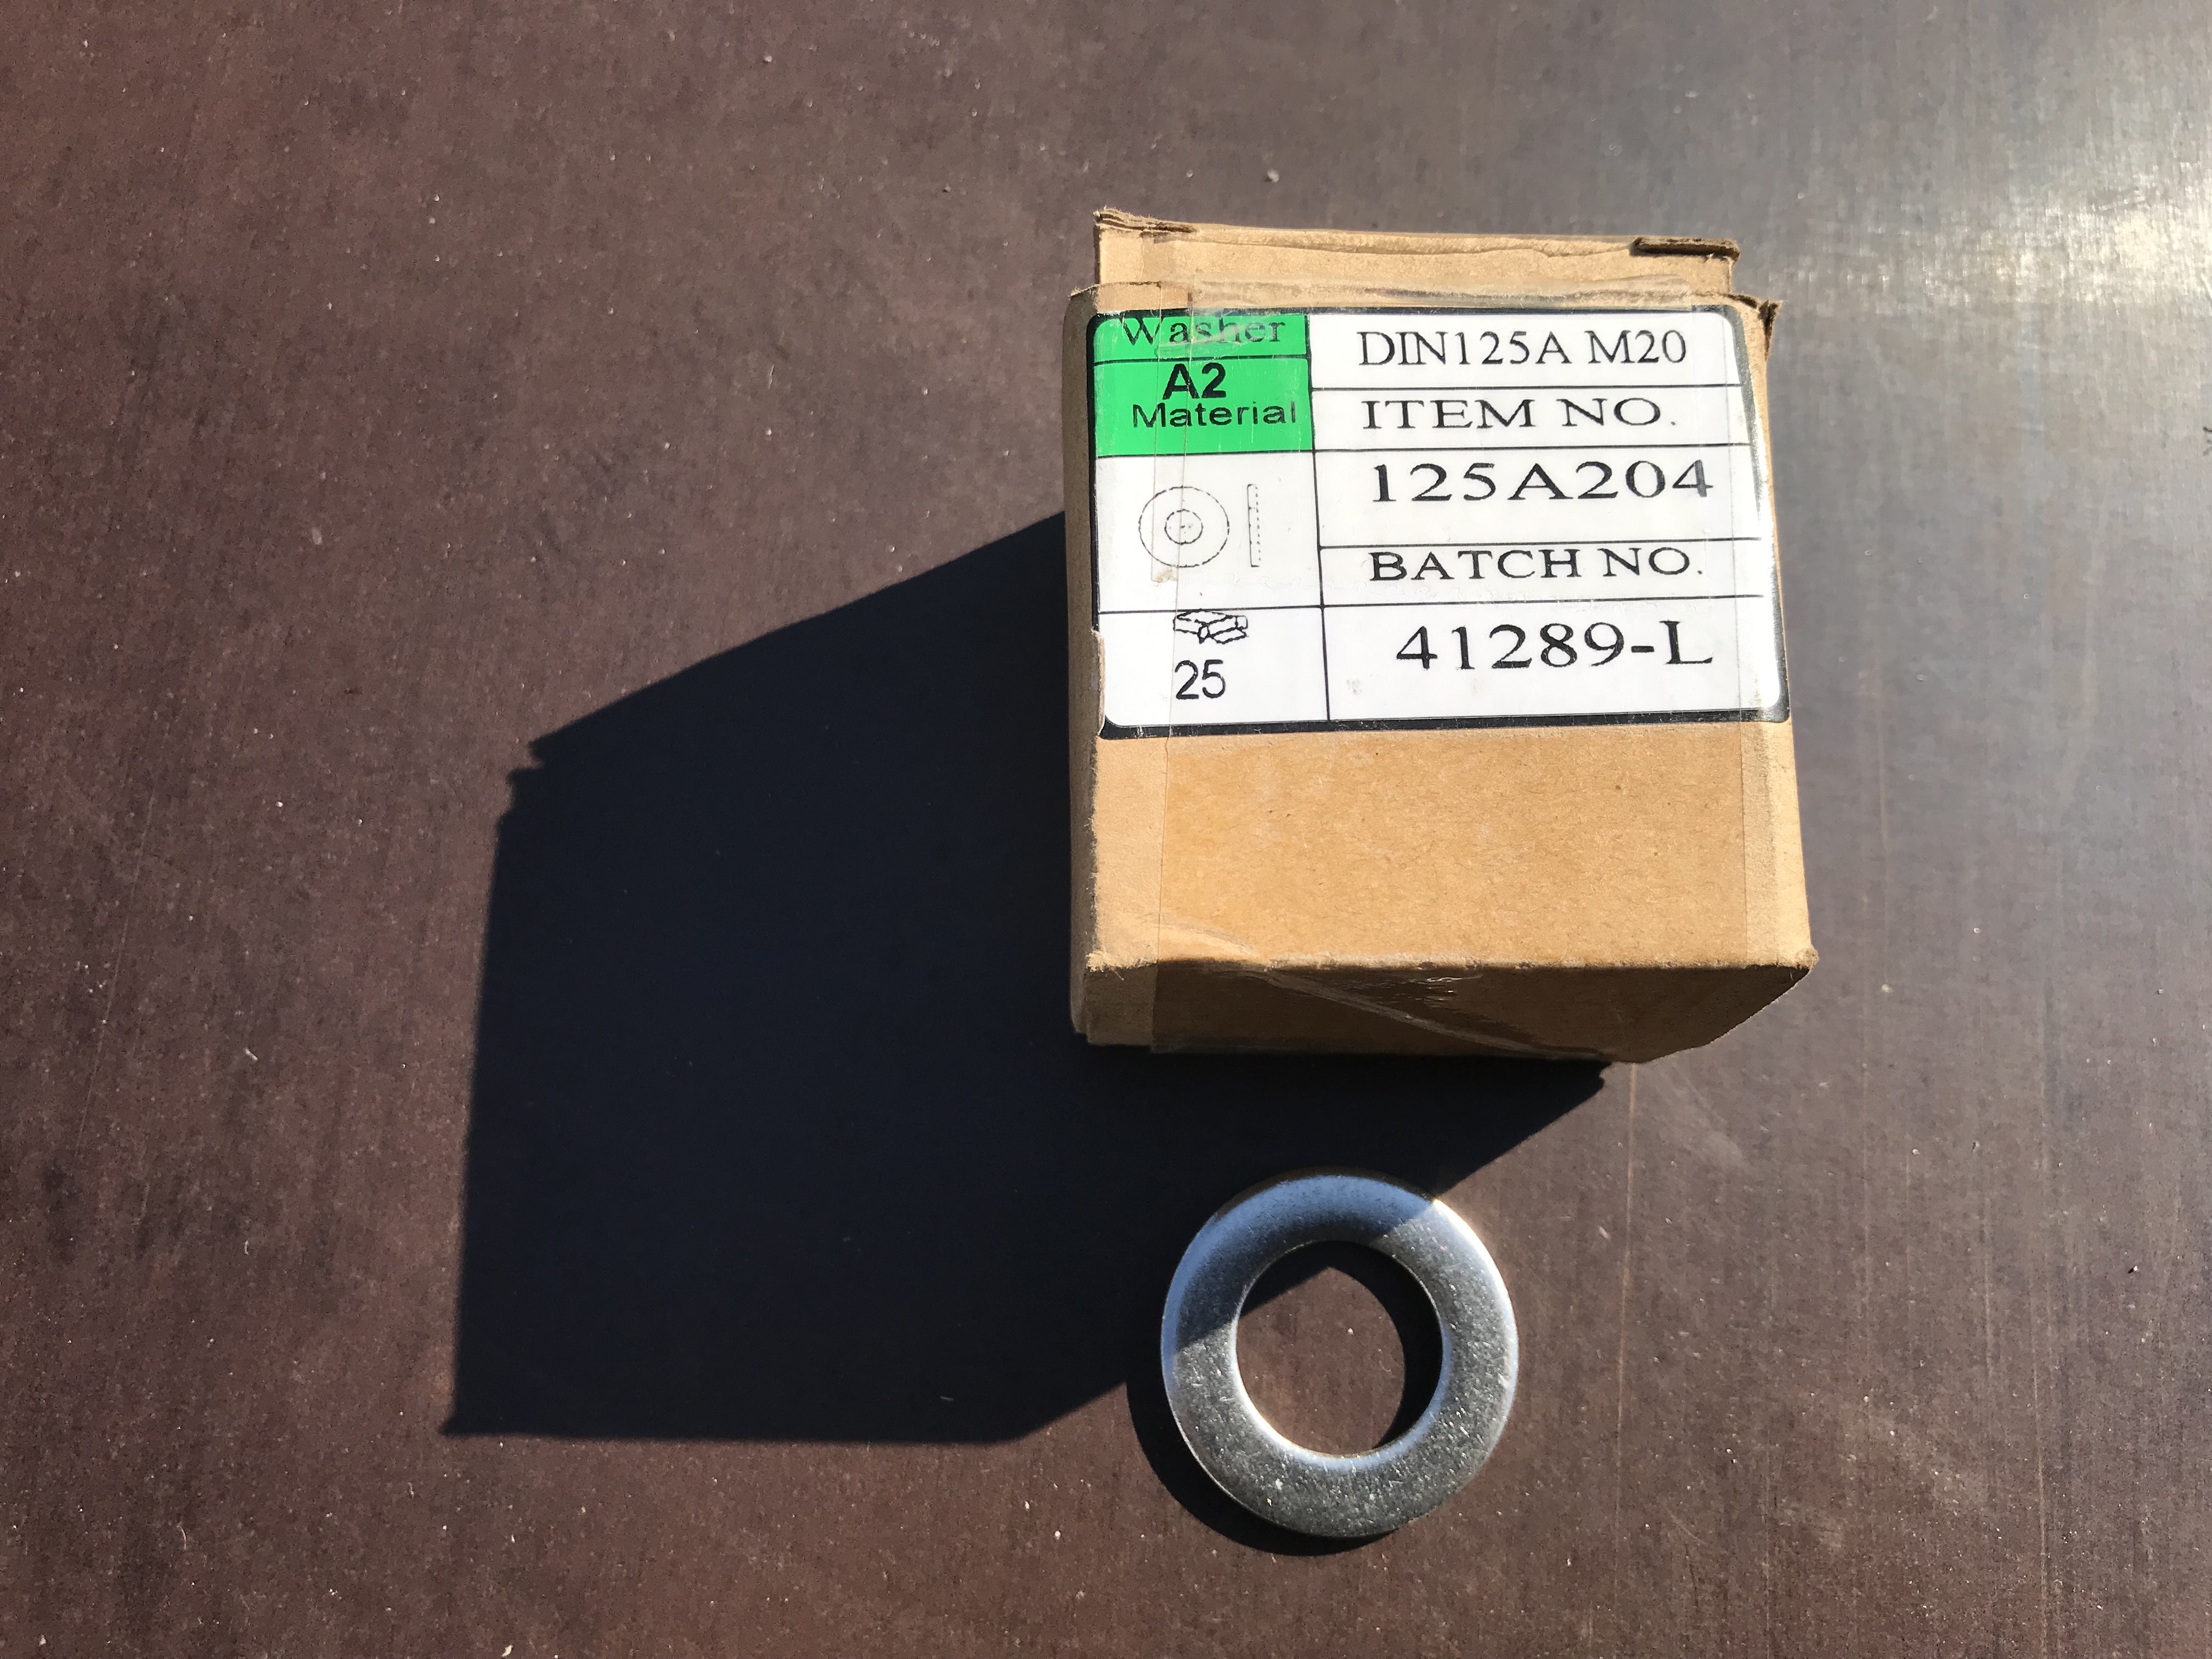 Washer
A2
Material
25
DIN125A M20
ITEM NO.
125A204
BATCH NO.
41289-L